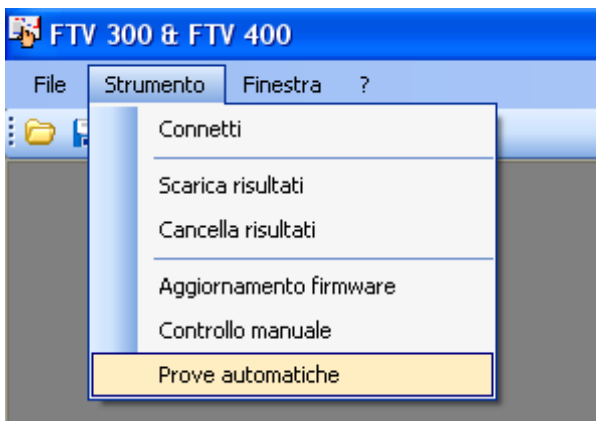 FTV 300 & FTV 400
File Strumento Finestra ?
Connetti
Scarica risultati
Cancella risultati
Aggiornamento firmware
Controllo manuale
Prove automatiche